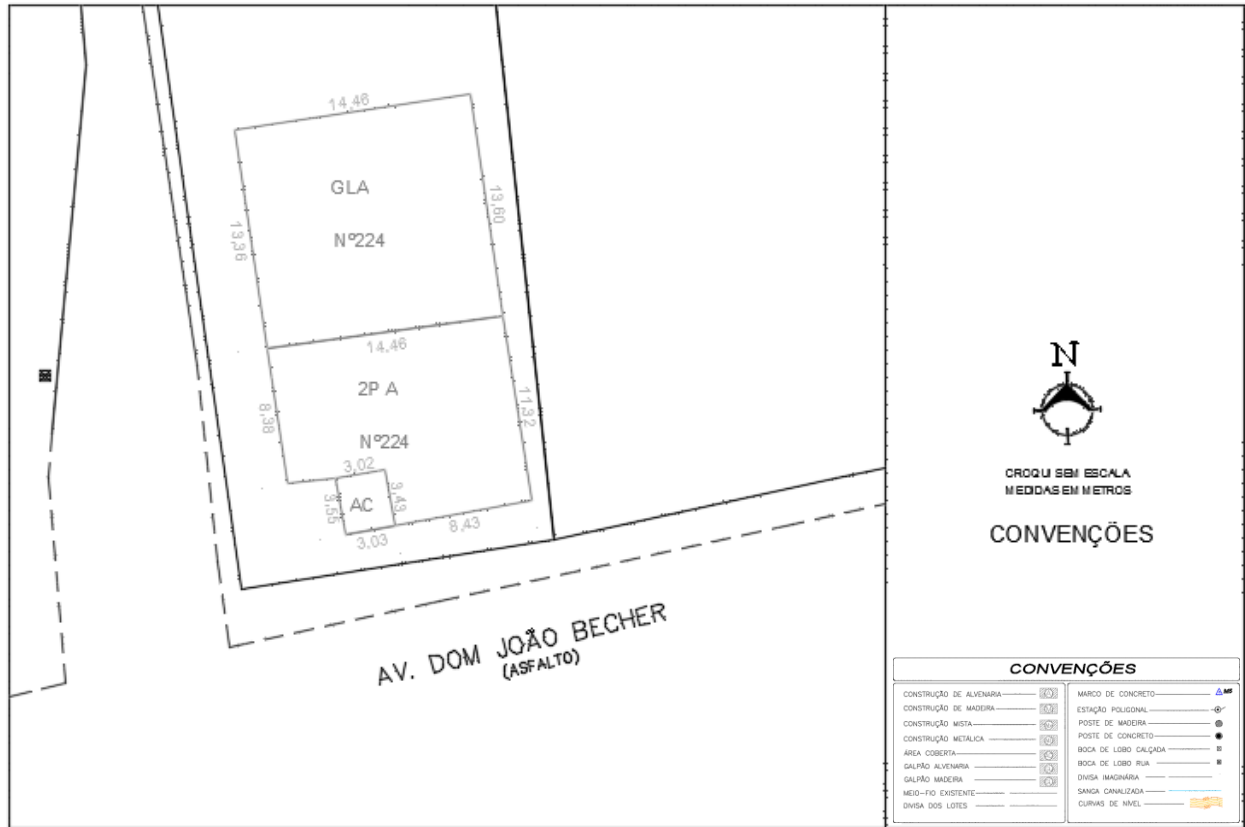 14,46
GLA
13,60
Nº224
13,36
14,46
2P A
11,32
8,38
Nº224
3,02
3,55
AC
3,43
8,43
3,03
AV. DOM JOÃO BECHER
(ASFALTO)
N
CROQUI SEM ESCALA
MEDIDAS EM METROS
CONVENÇÕES
CONVENÇÕES
CONSTRUÇÃO DE ALVENARIA
CONSTRUÇÃO DE MADEIRA
CONSTRUÇÃO MISTA
CONSTRUÇÃO METÁLICA
ÁREA COBERTA
GALPÃO ALVENARIA
GALPÃO MADEIRA
MEIO-FIO EXISTENTE
DIVISA DOS LOTES
MARCO DE CONCRETO
ESTAÇÃO POLIGONAL
POSTE DE MADEIRA
POSTE DE CONCRETO
BOCA DE LOBO CALÇADA
BOCA DE LOBO RUA
DIVISA IMAGINÁRIA
SANGA CANALIZADA
CURVAS DE NÍVEL